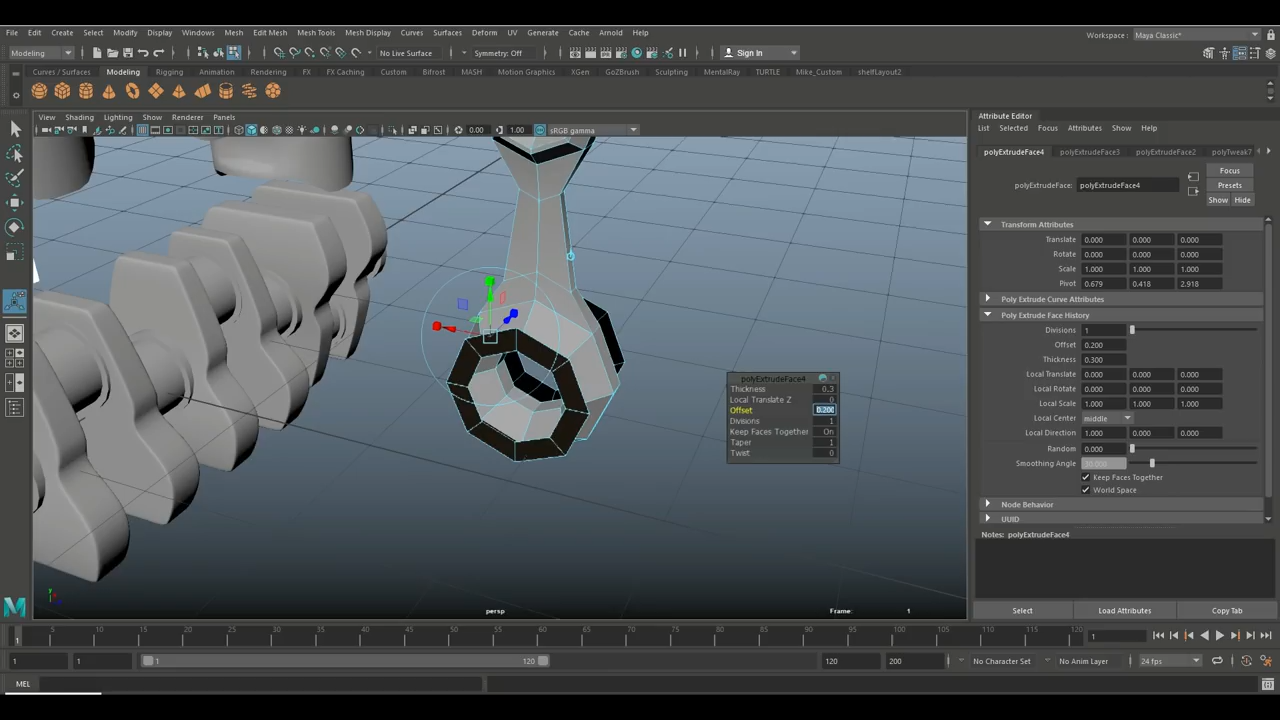 File Edit Create Select Modify Display Windows Mesh Edit Mesh Mesh Tools Mesh Display Curves Surfaces Deform UV Generate Cache Arnold Help
Workspace: Maya Classic*
Modeling No Live Surface Symmetry: Off Sign In
Curves / Surfaces Modeling Rigging Animation Rendering FX FX Caching Custom Bifrost MASH Motion Graphics XGen GoZBrush Sculpting MentalRay TURTLE Mike_Custom shelfLayout2
View Shading Lighting Show Renderer Panels
0.00 1.00 sRGB gamma
Attribute Editor
List Selected Focus Attributes Show Help
polyExtrudeFace4 polyExtrudeFace3 polyExtrudeFace2 polyTweak7
Focus
polyExtrudeFace: polyExtrudeFace4 Presets
Show Hide
Transform Attributes
Translate 0.000 0.000 0.000
Rotate 0.000 0.000 0.000
Scale 1.000 1.000 1.000
Pivot 0.679 0.418 2.918
Poly Extrude Curve Attributes
Poly Extrude Face History
Divisions 1
Offset 0.200
Thickness 0.300
Local Translate 0.000 0.000 0.000
Local Rotate 0.000 0.000 0.000
Local Scale 1.000 1.000 1.000
Local Center middle
Local Direction 1.000 0.000 0.000
Random 0.000
Smoothing Angle
Keep Faces Together
World Space
Node Behavior
UUID
Notes: polyExtrudeFace4
Select Load Attributes Copy Tab
polyExtrudeFace4
Thickness 0.3
Local Translate Z 0
Offset 0.200
Divisions 1
Keep Faces Together On
Taper 1
Twist 0
persp Frame: 1
1 5 10 15 20 25 30 35 40 45 50 55 60 65 70 75 80 85 90 95 100 105 110 115 120 1
1 1 1 120 120 200 No Character Set No Anim Layer 24 fps
MEL